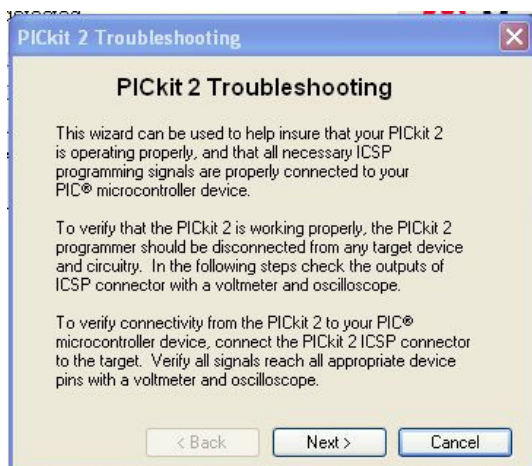 PICkit 2 Troubleshooting
PICkit 2 Troubleshooting
This wizard can be used to help insure that your PICkit 2
is operating properly, and that all necessary ICSP
programming signals are properly connected to your
PIC® microcontroller device.
To verify that the PICkit 2 is working properly, the PICkit 2
programmer should be disconnected from any target device
and circuitry. In the following steps check the outputs of
ICSP connector with a voltmeter and oscilloscope.
To verify connectivity from the PICkit 2 to your PIC®
microcontroller device, connect the PICkit 2 ICSP connector
to the target. Verify all signals reach all appropriate device
pins with a voltmeter and oscilloscope.
< Back Next > Cancel